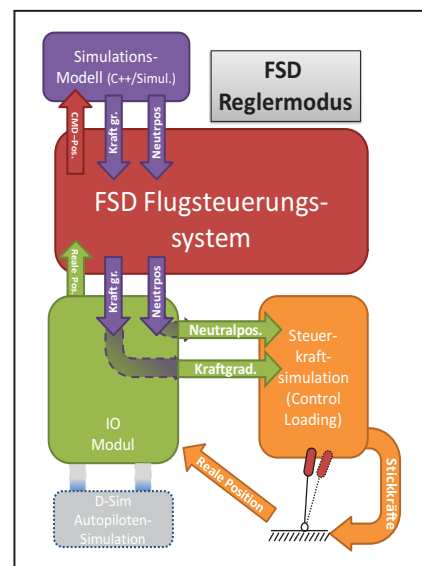 Simulations-
Modell (C++/Simul.)
FSD
Reglermodus
CMD–Pos.
Kraft gr.
Neutrpos
FSD Flugsteuerungs-
system
Reale Pos.
Kraft gr.
Neutrpos
Neutralpos.
Kraftgrad.
Steuer-
kraft-
simulation
(Control
Loading)
IO
Modul
Reale Position
Stickkräfte
D-Sim
Autopiloten-
Simulation